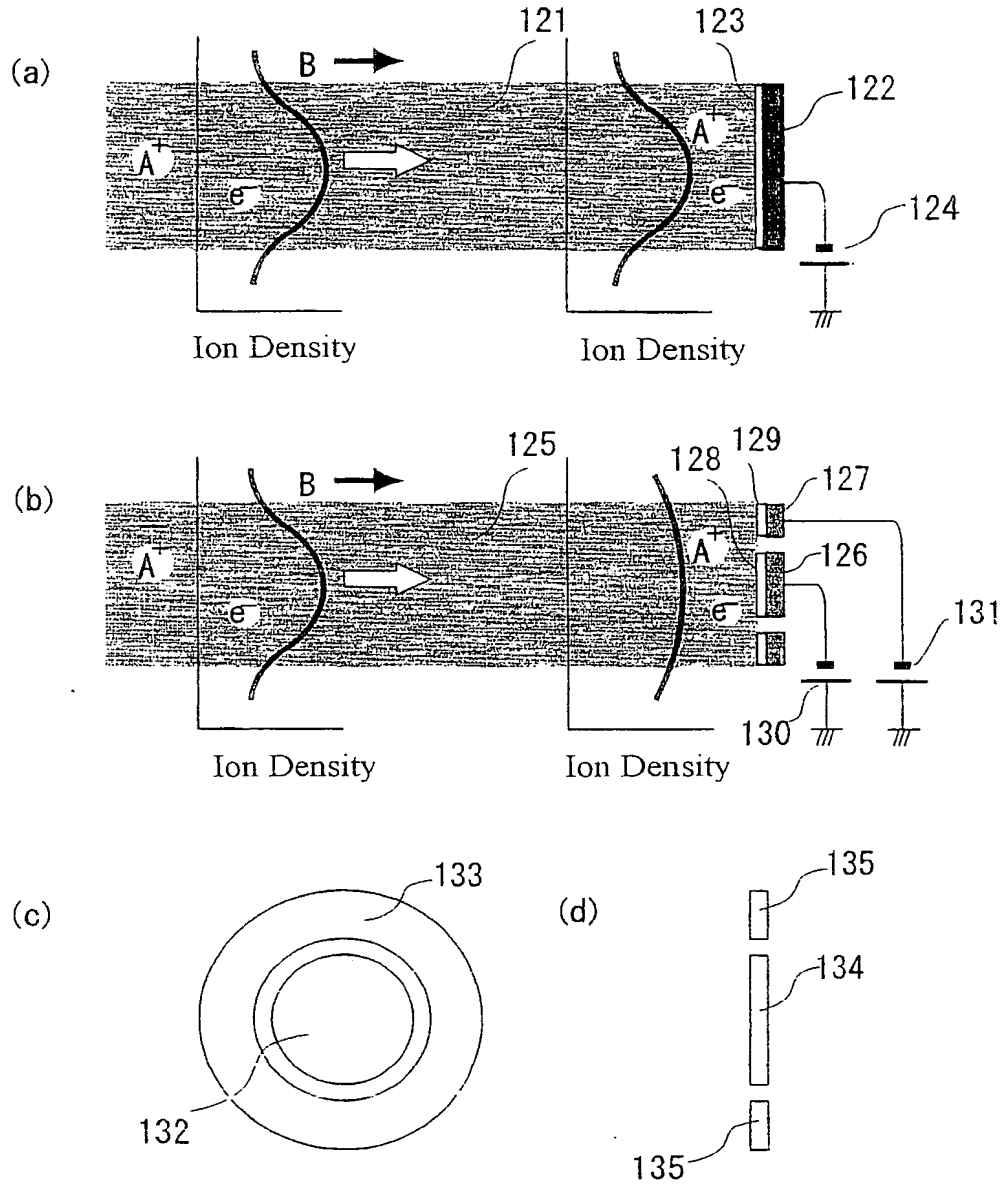 (a)
B
121
123
122
A+
A+
e-
e-
124
Ion Density
Ion Density
(b)
B
125
129
128
127
A+
A+
126
e-
e-
131
130
Ion Density
Ion Density
(c)
133
(d)
135
134
132
135